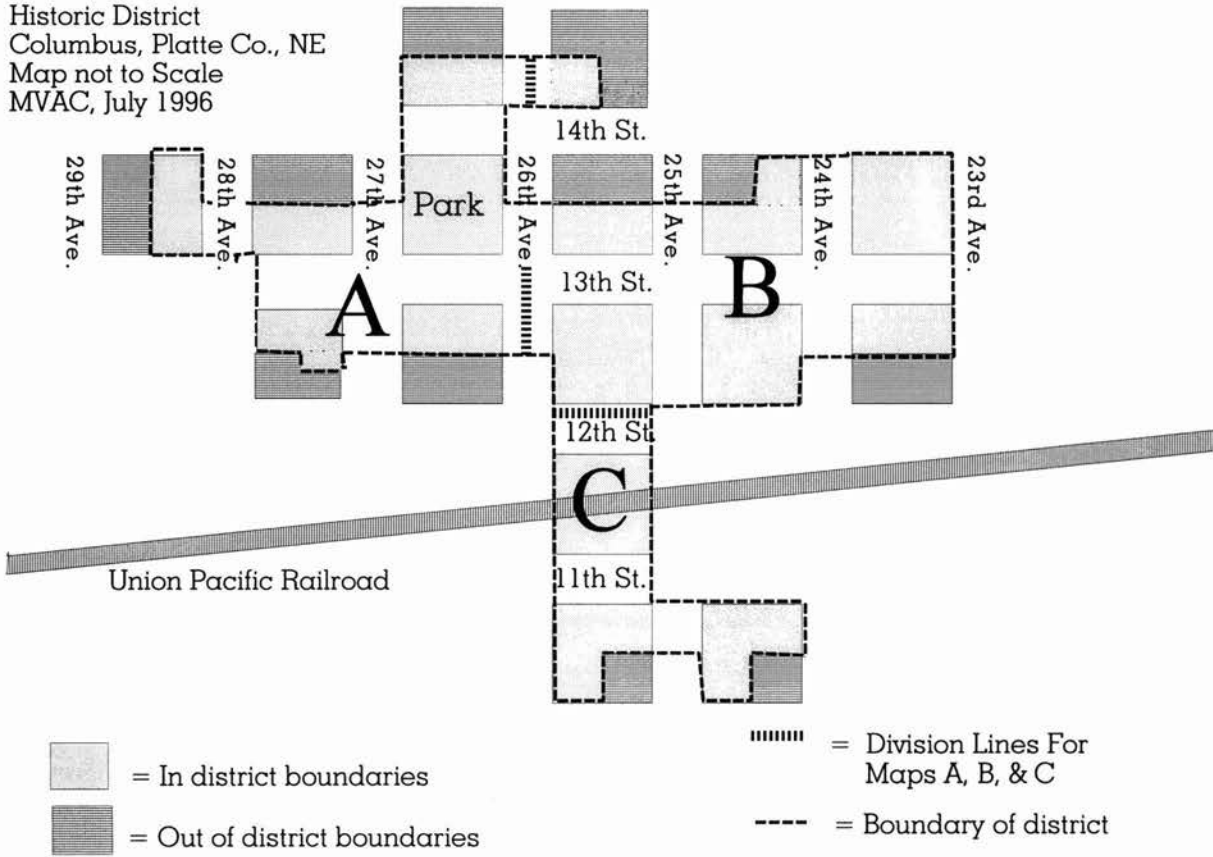 Historic District
Columbus, Platte Co., NE
Map not to Scale
MVAC, July 1996
14th St.
29th Ave.
28th Ave.
27th Ave.
26th Ave.
25th Ave.
24th Ave.
23rd Ave.
Park
13th St.
A
B
12th St.
C
11th St.
Union Pacific Railroad
= In district boundaries
= Out of district boundaries
= Division Lines For
Maps A, B, & C
= Boundary of district